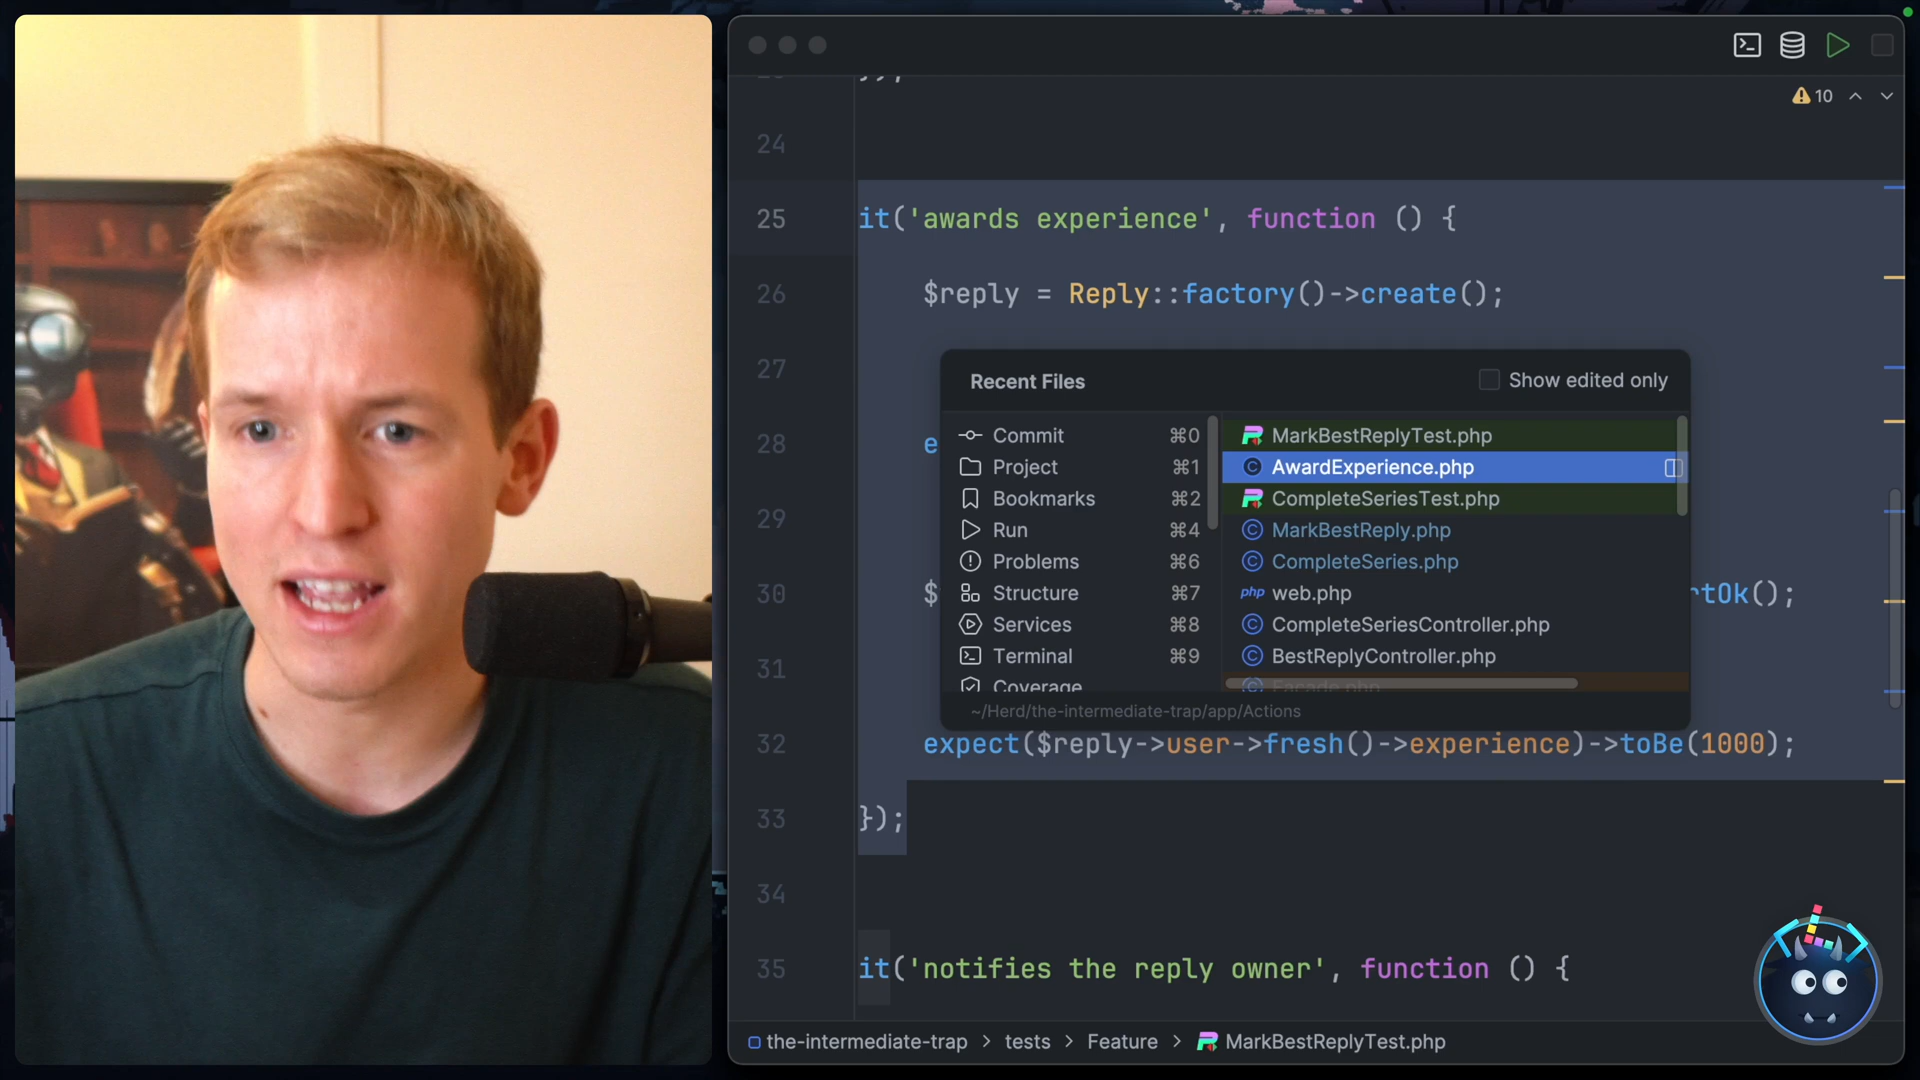 10
24
25 it('awards experience', function () {
26 $reply = Reply::factory()->create();
27
28 e
29
30 $ rtOk();
31
32 expect($reply->user->fresh()->experience)->toBe(1000);
33 });
34
35 it('notifies the reply owner', function () {
Recent Files
Show edited only
Commit ⌘0
Project ⌘1
Bookmarks ⌘2
Run ⌘4
Problems ⌘6
Structure ⌘7
Services ⌘8
Terminal ⌘9
Coverage
MarkBestReplyTest.php
AwardExperience.php
CompleteSeriesTest.php
MarkBestReply.php
CompleteSeries.php
php web.php
CompleteSeriesController.php
BestReplyController.php
Facade.php
~/Herd/the-intermediate-trap/app/Actions
the-intermediate-trap > tests > Feature > MarkBestReplyTest.php